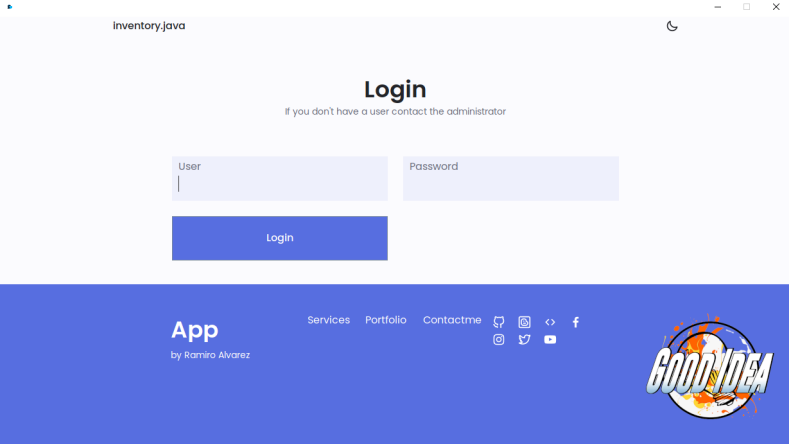 inventory.java
Login
If you don't have a user contact the administrator
User
Password
Login
App
by Ramiro Alvarez
Services Portfolio Contactme
GOOD IDEA